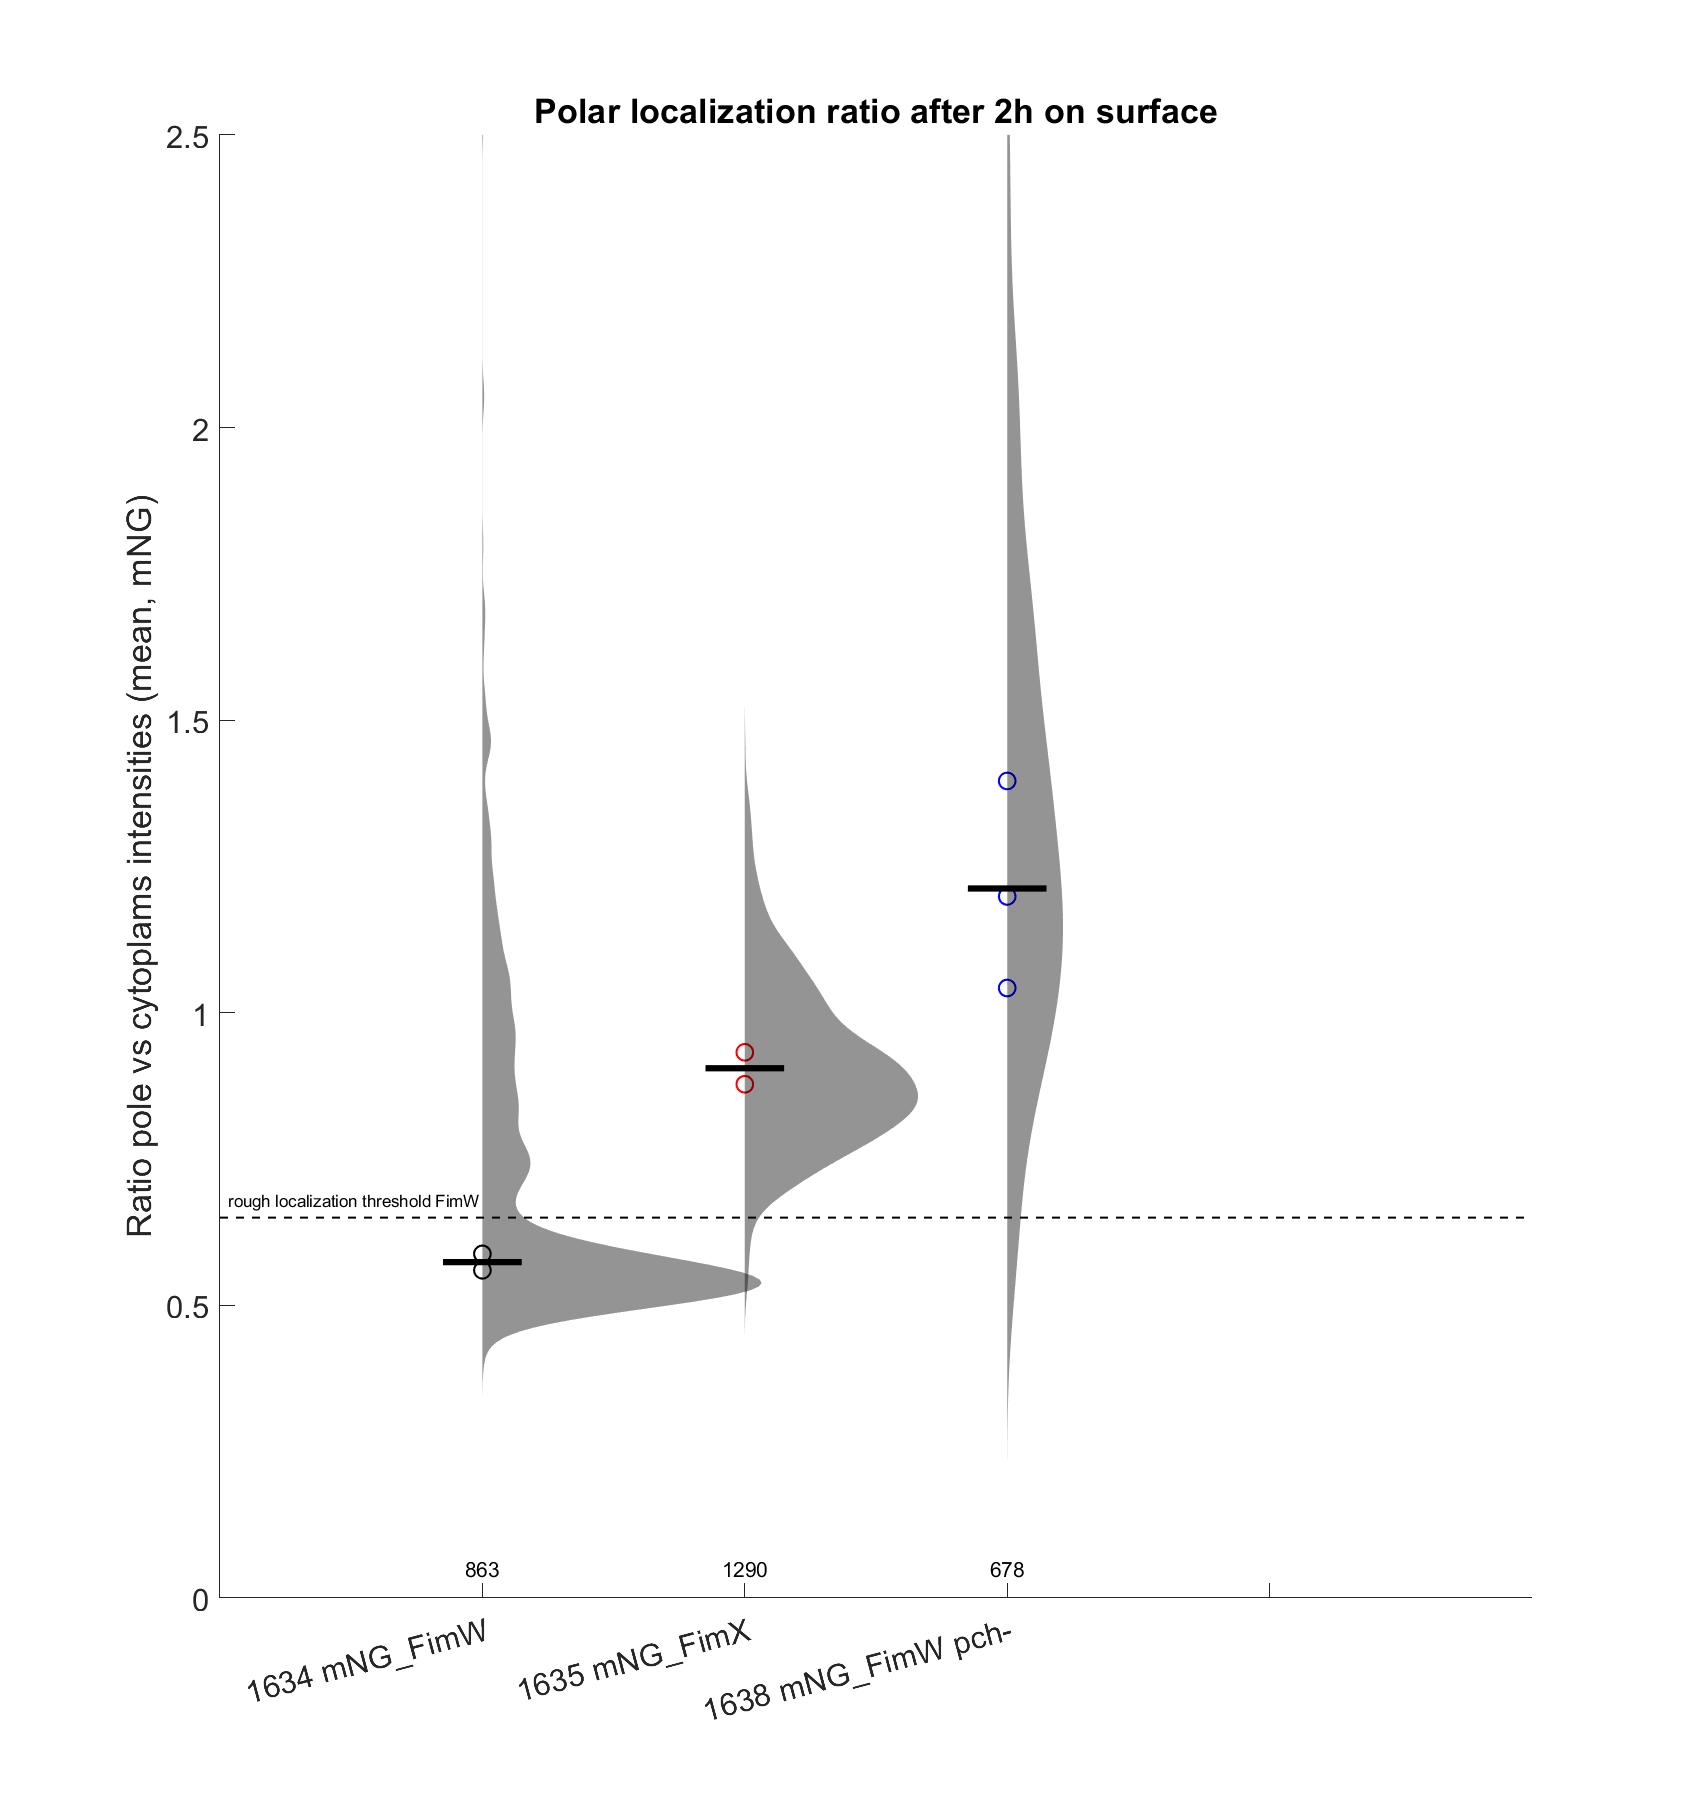 Polar localization ratio after 2h on surface
Ratio pole vs cytoplams intensities (mean, mNG)
2.5
2
1.5
1
0.5
0
rough localization threshold FimW
863
1290
678
1634 mNG_FimW
1635 mNG_FimX
1638 mNG_FimW pch-